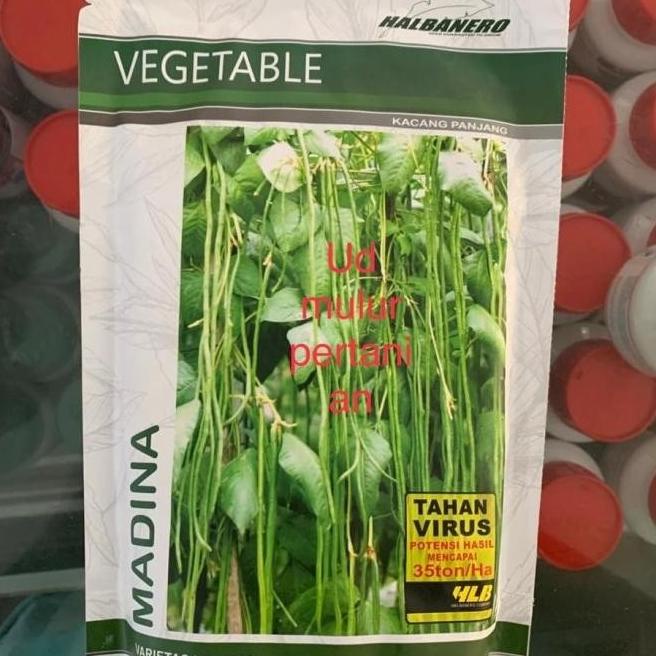 HALBANERO
VEGETABLE
KACANG PANJANG
Ud
mulur
pertani
an
MADINA
TAHAN
VIRUS
POTENSI HASIL
MENCAPAI
35ton/Ha
HLB